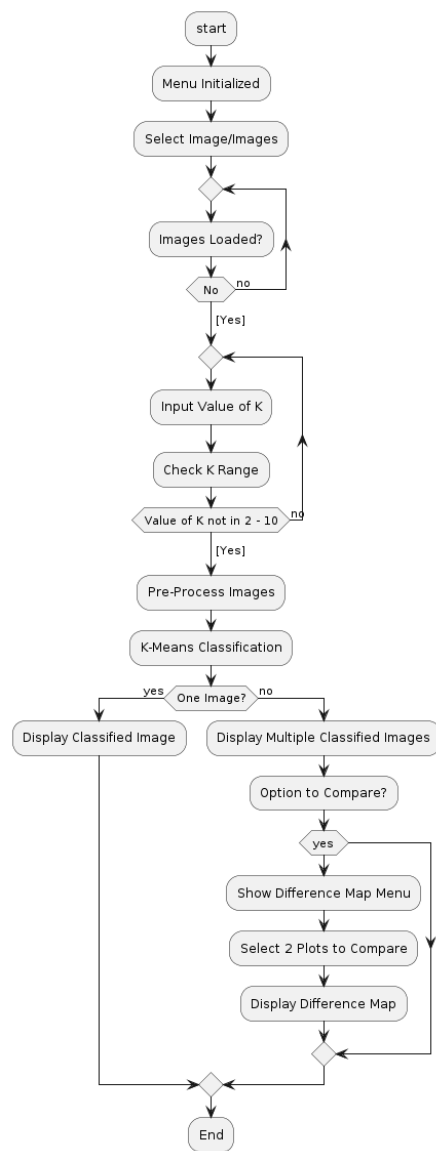 start
Menu Initialized
Select Image/Images
Images Loaded?
No
no
[Yes]
Input Value of K
Check K Range
Value of K not in 2 - 10
no
[Yes]
Pre-Process Images
K-Means Classification
yes
One Image?
no
Display Classified Image
Display Multiple Classified Images
Option to Compare?
yes
Show Difference Map Menu
Select 2 Plots to Compare
Display Difference Map
End